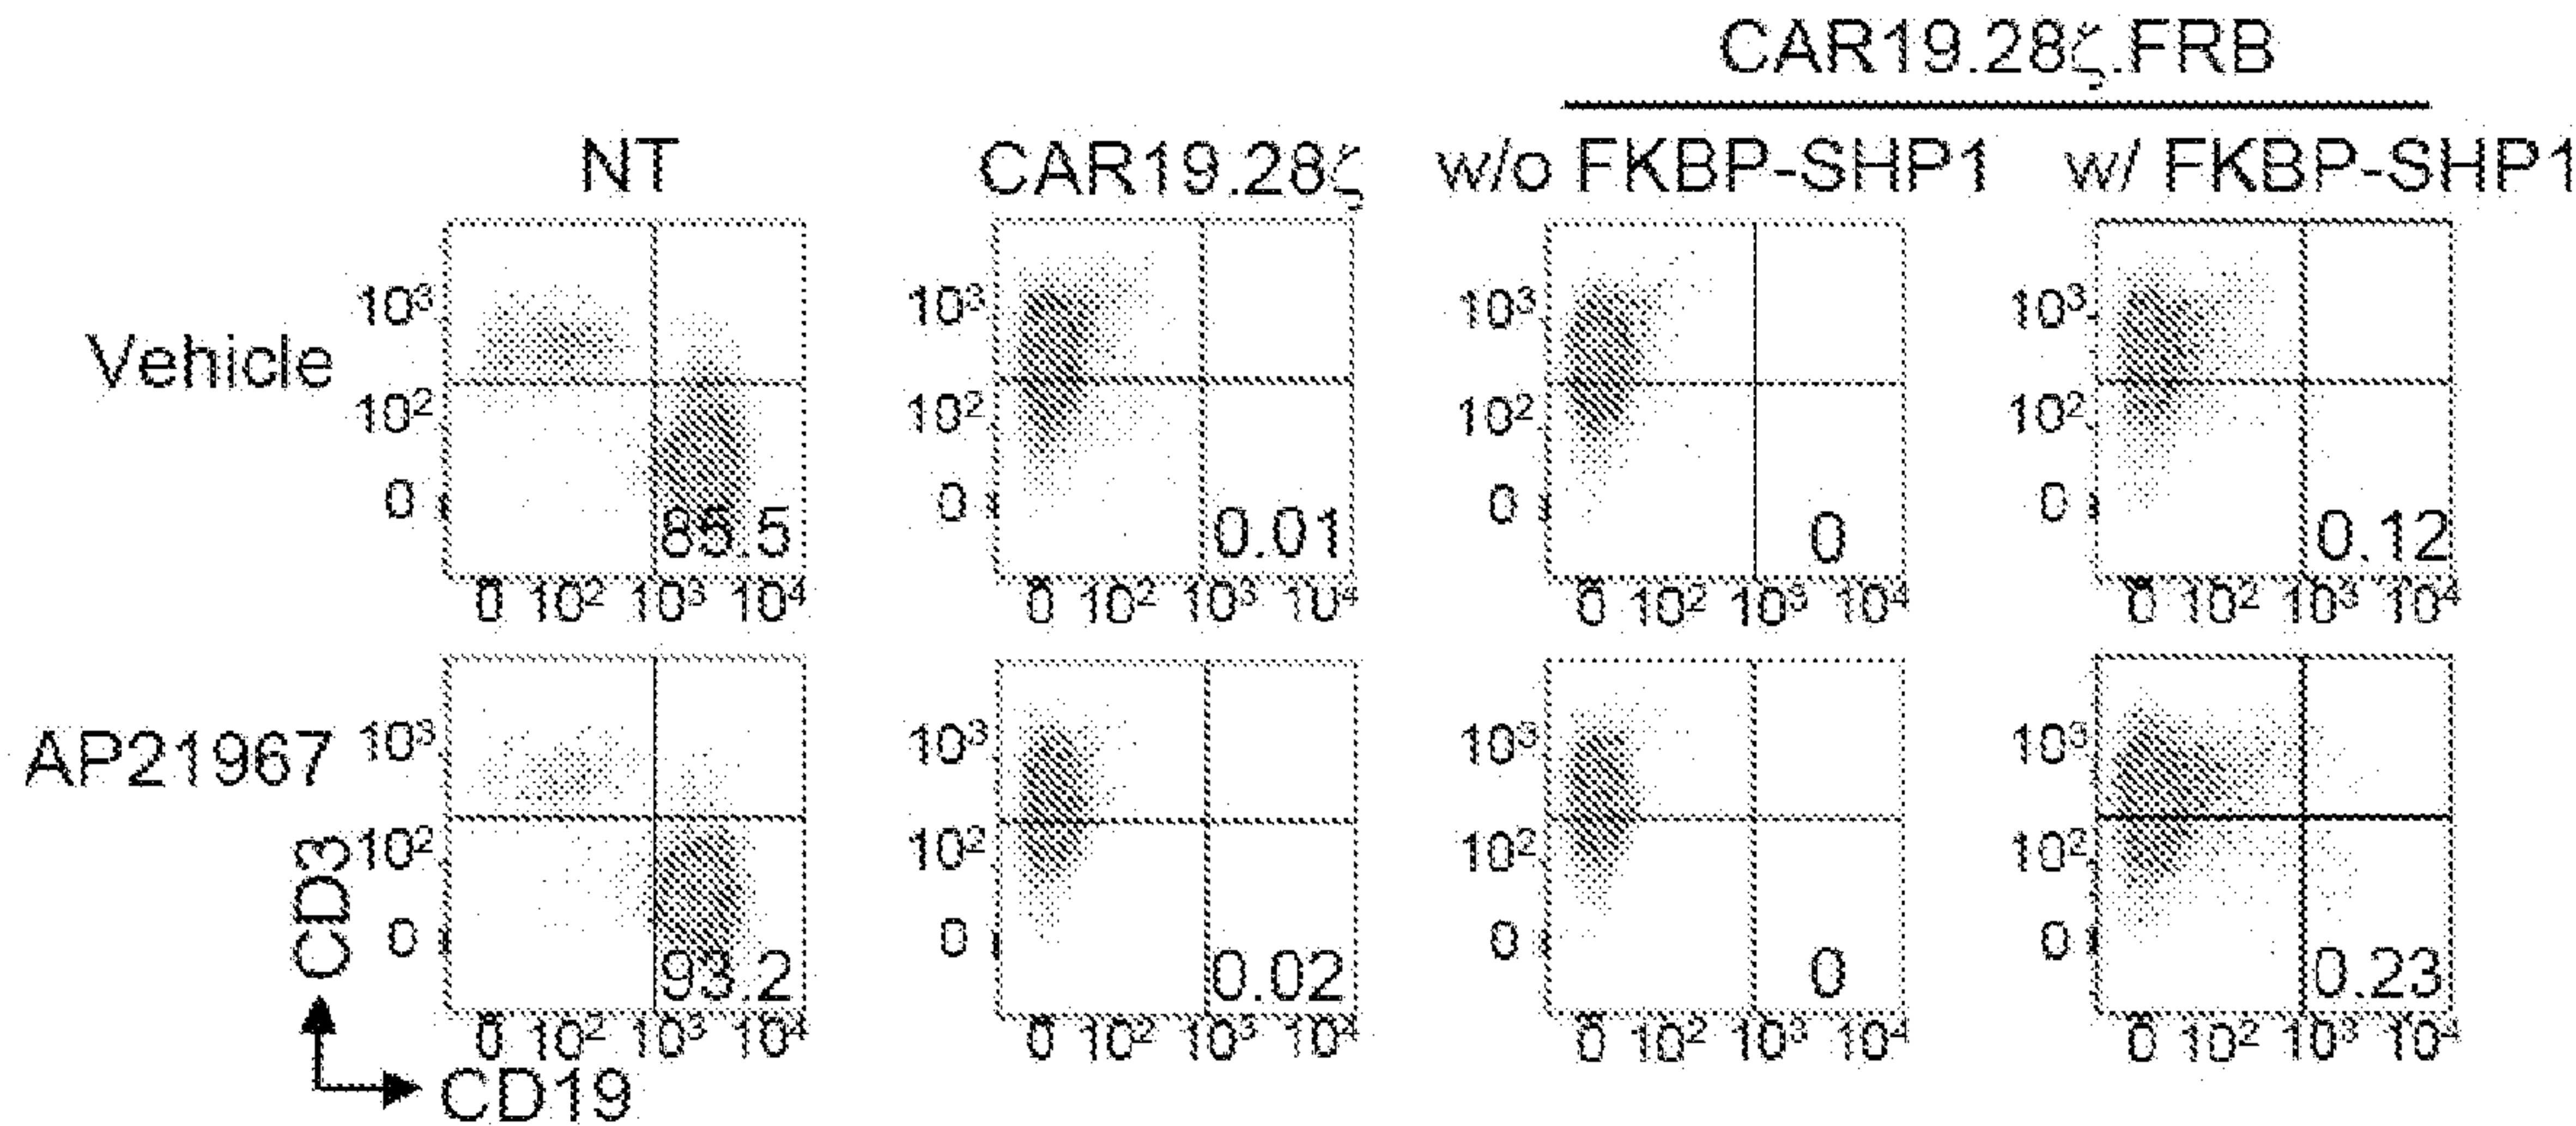 CAR19.28ζ.FRB
NT CAR19.28ζ w/o FKBP-SHP1 w/ FKBP-SHP1
Vehicle
10³ 10³ 10³ 10³
10² 10² 10² 10²
0 0 0 0
85.5 0.01 0 0.12
0 10² 10³ 10⁴ 0 10² 10³ 10⁴ 0 10² 10³ 10⁴ 0 10² 10³ 10⁴
AP21967
10³ 10³ 10³ 10³
10² 10² 10² 10²
0 0 0 0
93.2 0.02 0 0.23
0 10² 10³ 10⁴ 0 10² 10³ 10⁴ 0 10² 10³ 10⁴ 0 10² 10³ 10⁴
CD3
CD19